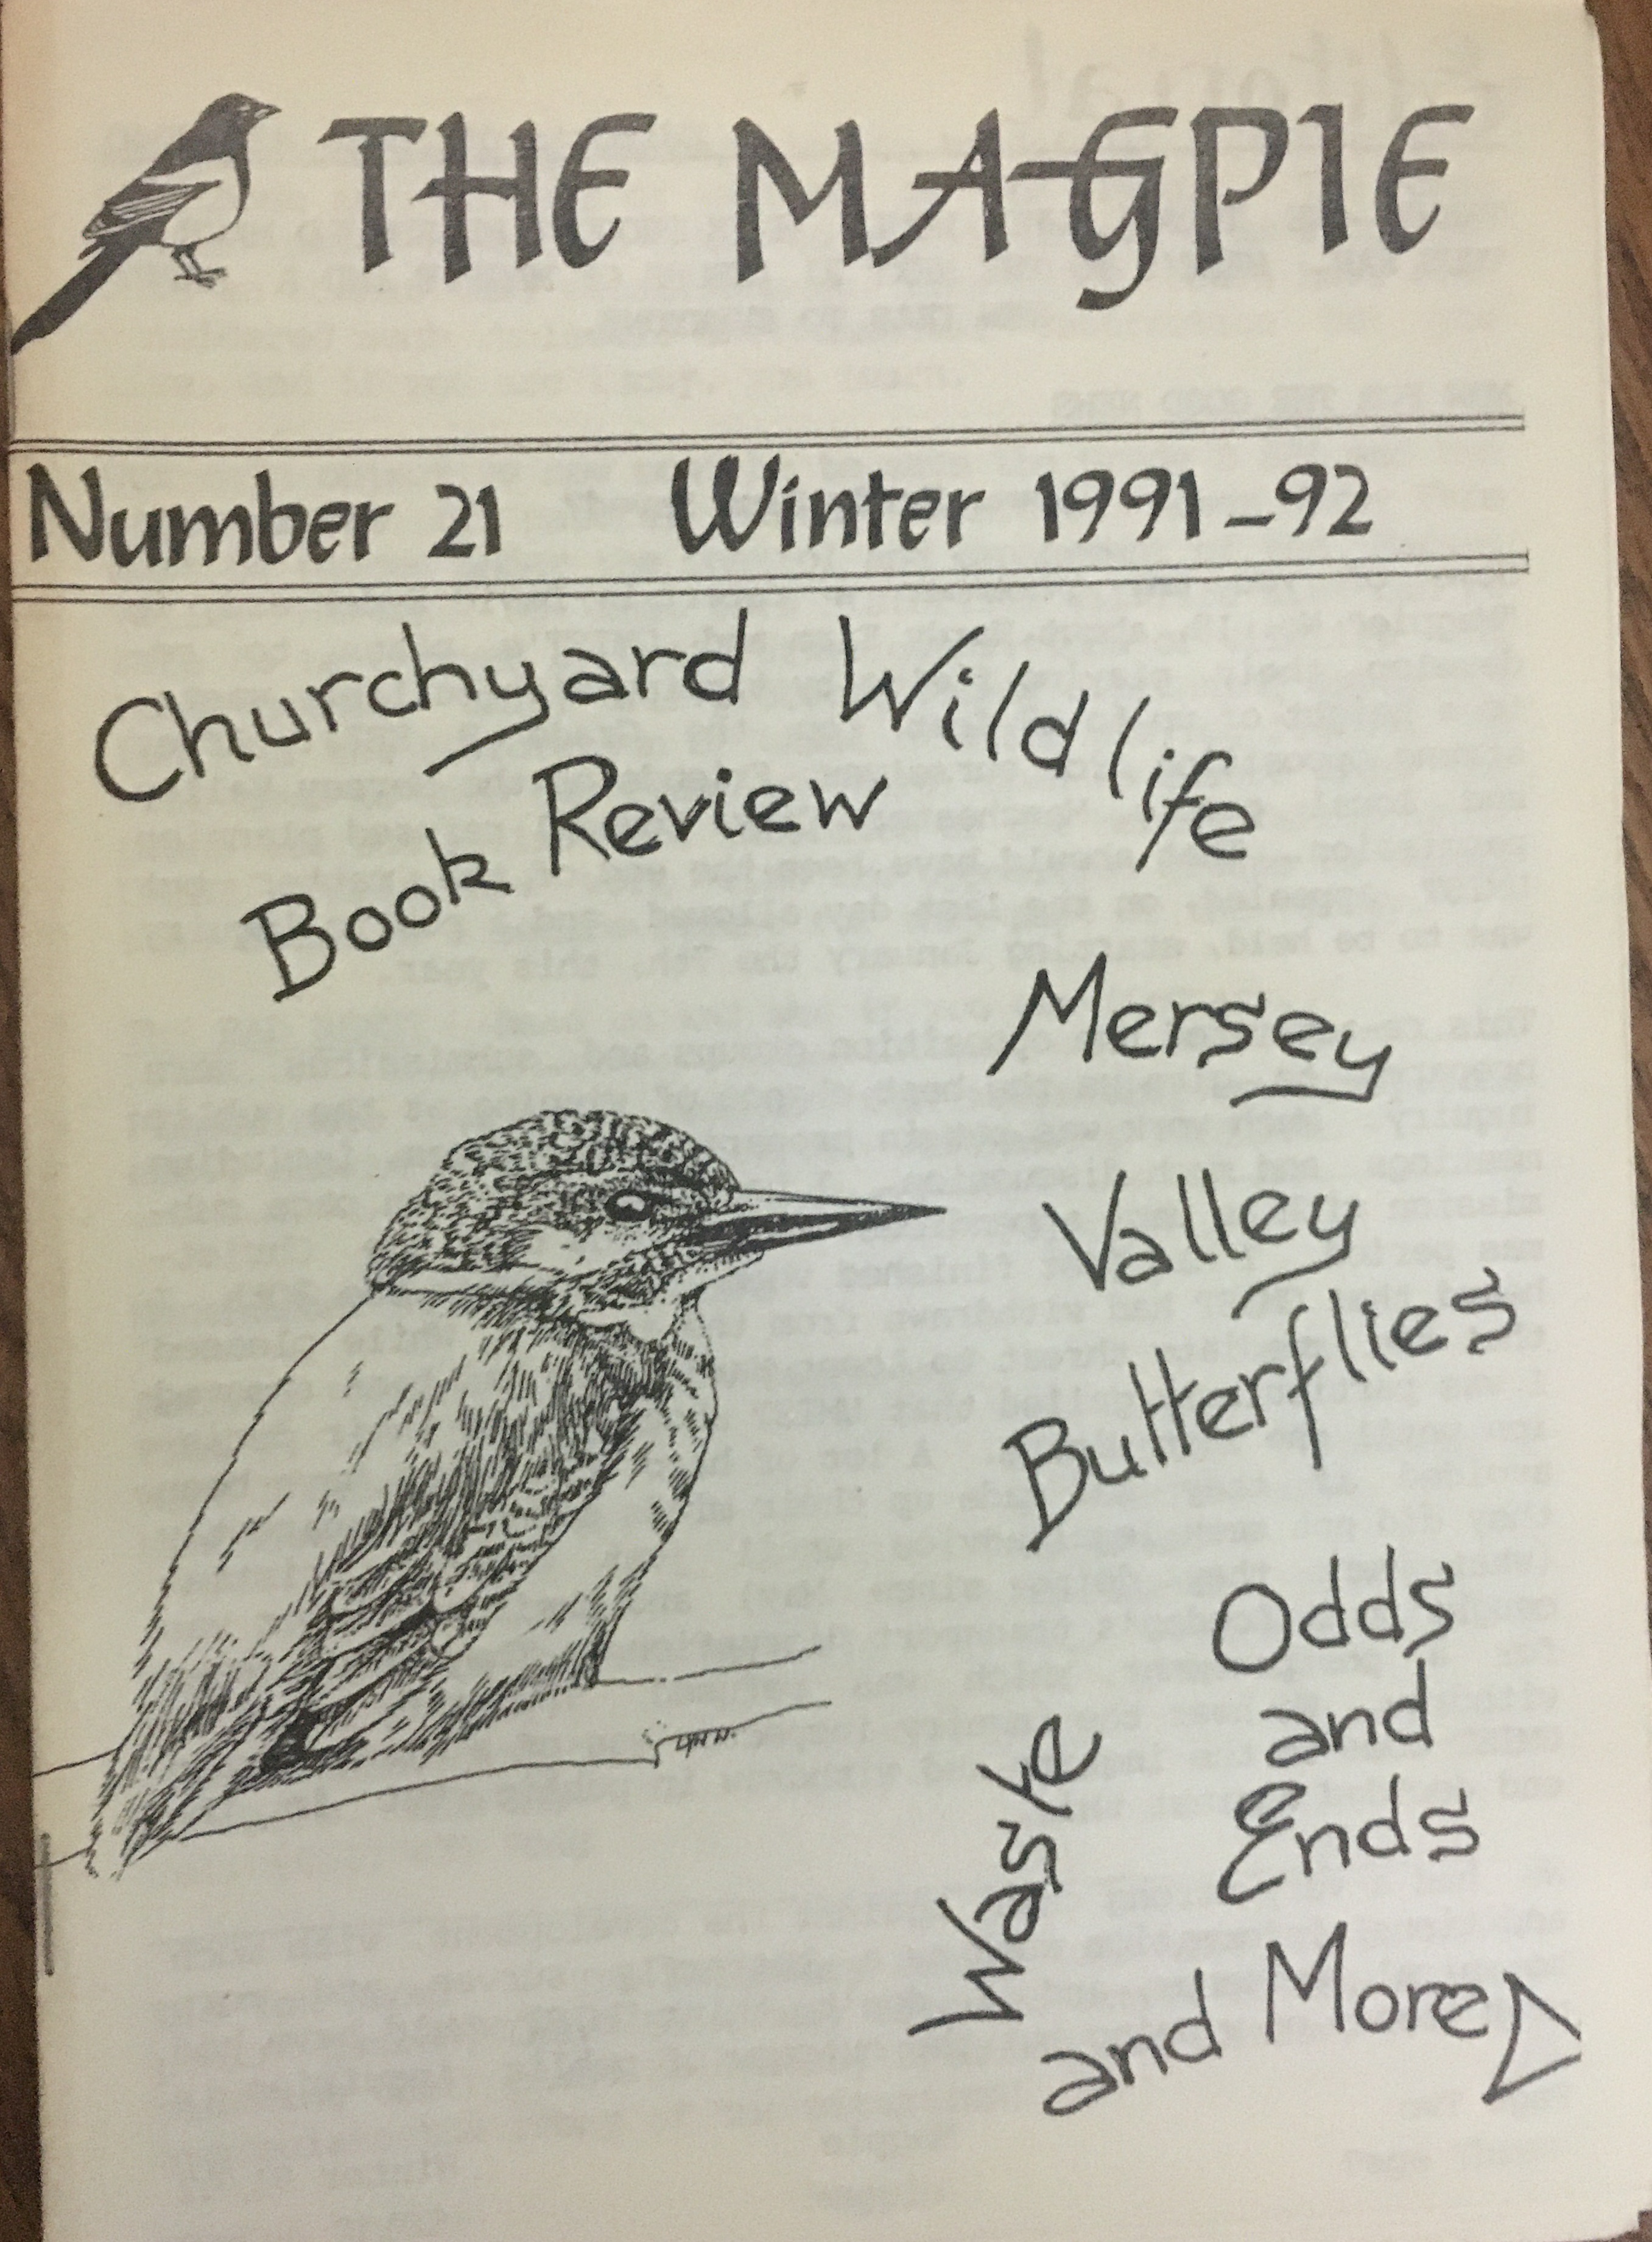 THE MAGPIE
Number 21 Winter 1991-92
Churchyard Wildlife
Book Review
Mersey
Valley
Butterflies
Odds
and
Ends
Waste
and More